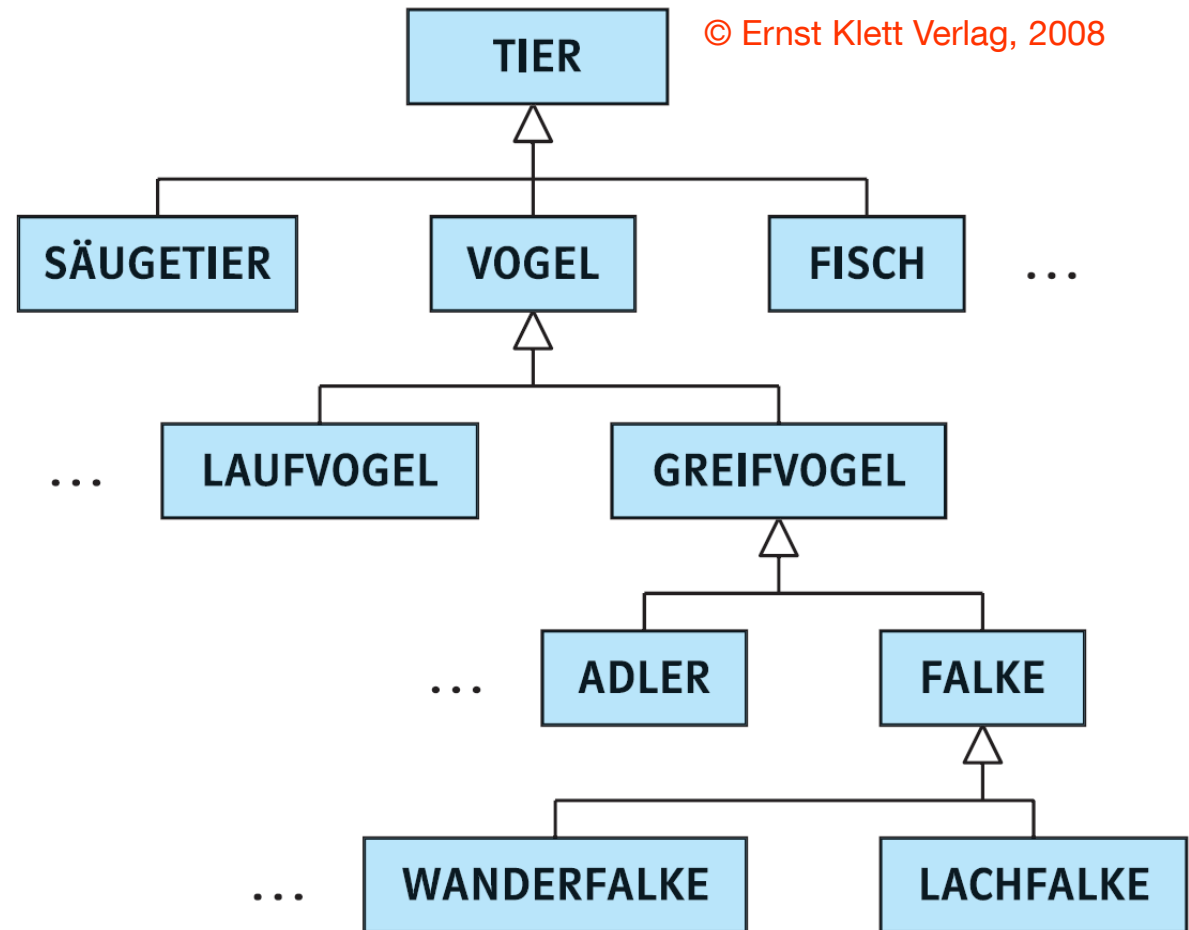 © Ernst Klett Verlag, 2008
TIER
SÄUGETIER
VOGEL
FISCH
...
...
LAUFVOGEL
GREIFVOGEL
...
ADLER
FALKE
...
WANDERFALKE
LACHFALKE